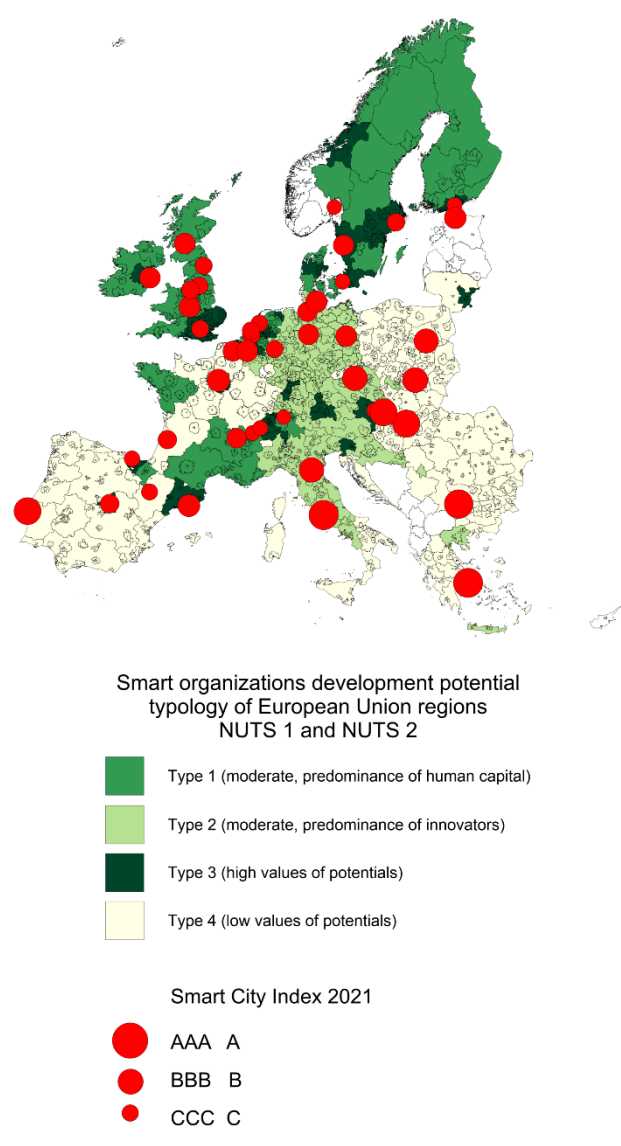 Smart organizations development potential
typology of European Union regions
NUTS 1 and NUTS 2
Type 1 (moderate, predominance of human capital)
Type 2 (moderate, predominance of innovators)
Type 3 (high values of potentials)
Type 4 (low values of potentials)
Smart City Index 2021
AAA A
BBB B
CCC C